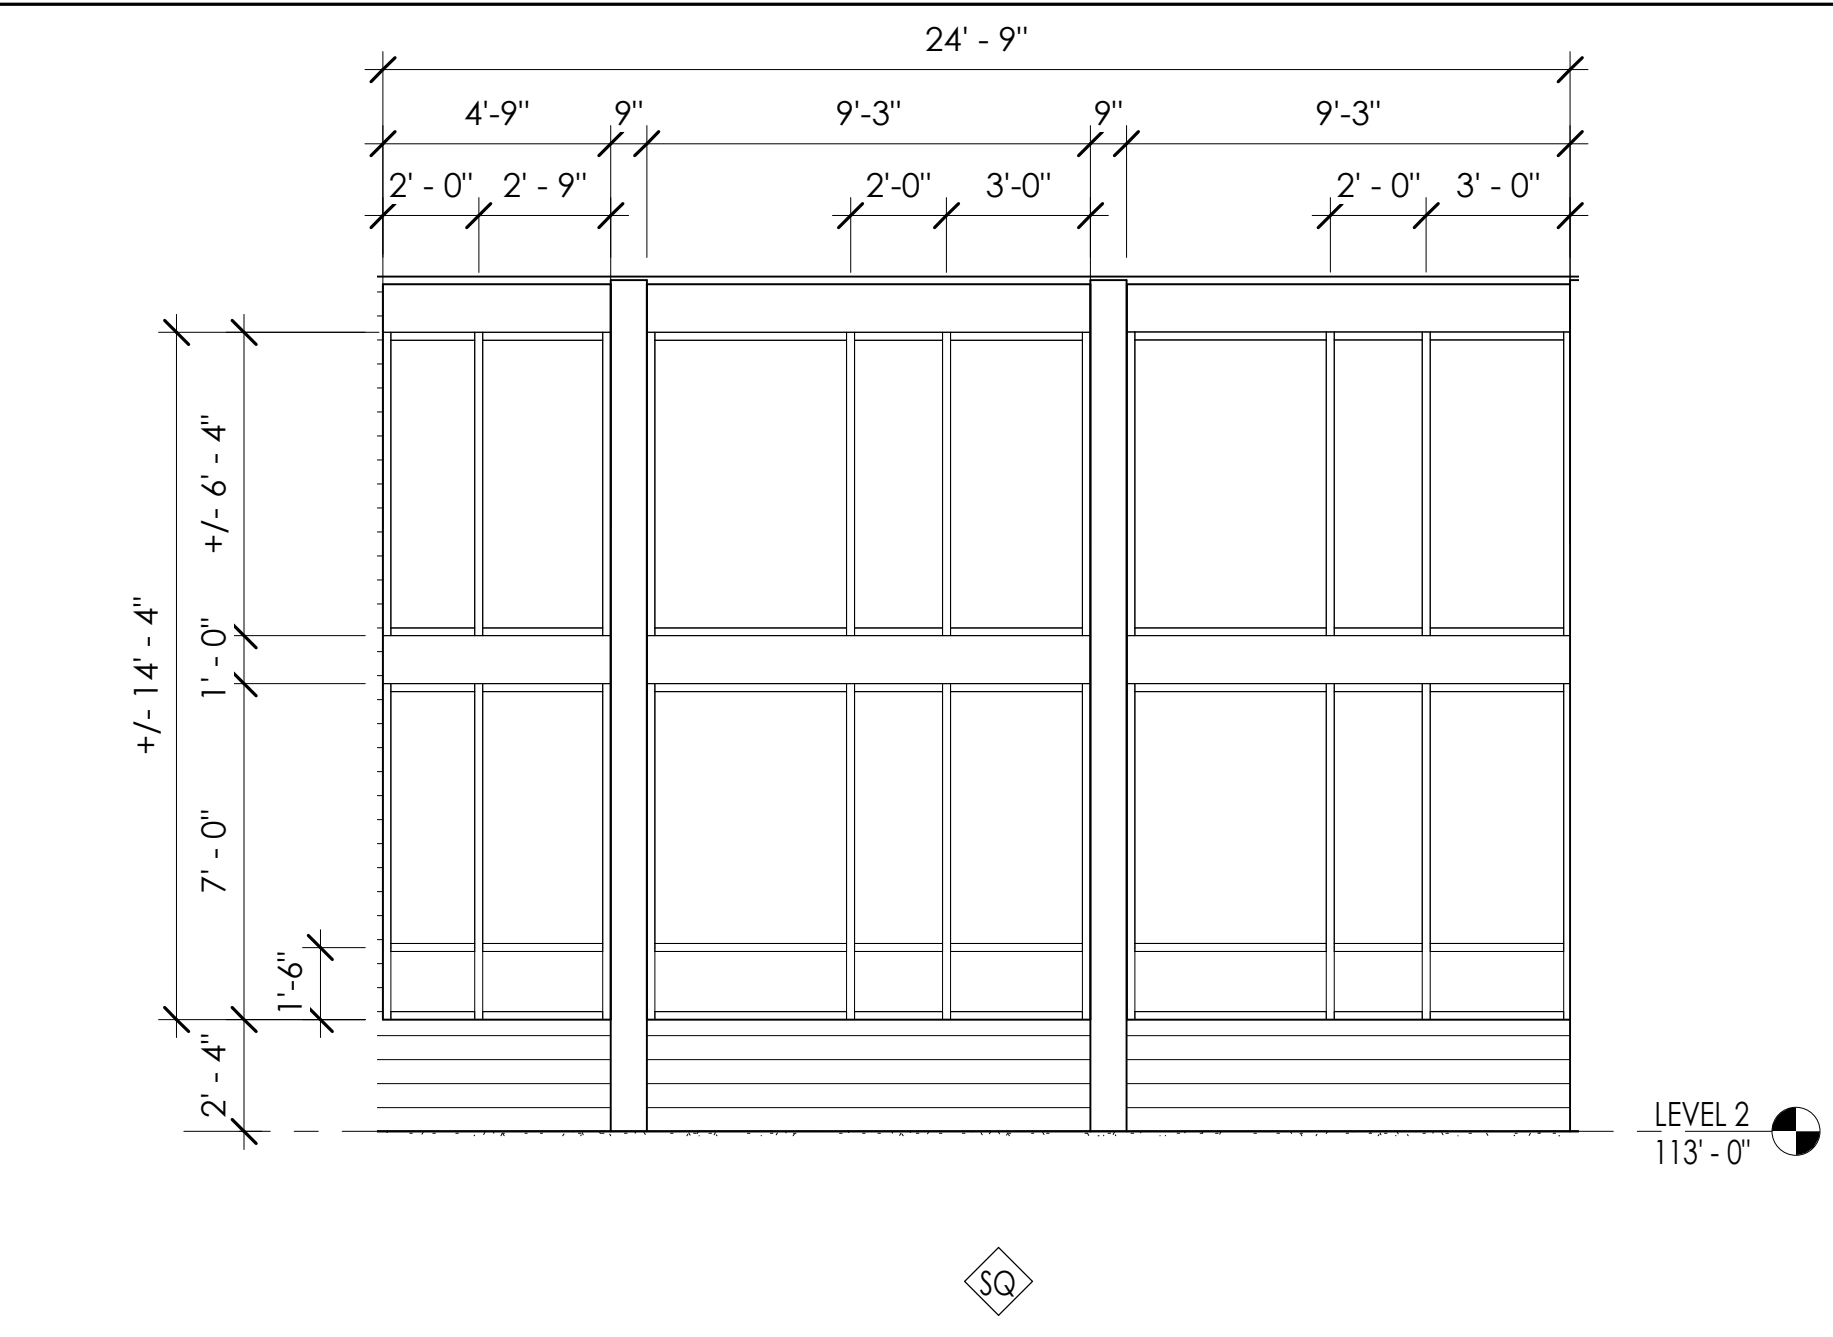 24' - 9"
4'-9" 9" 9'-3" 9" 9'-3"
2' - 0" 2' - 9" 2'-0" 3'-0" 2' - 0" 3' - 0"
+/- 14' - 4"
+/- 6' - 4"
1' - 0"
7' - 0"
1'-6"
2' - 4"
LEVEL 2
113' - 0"
SQ